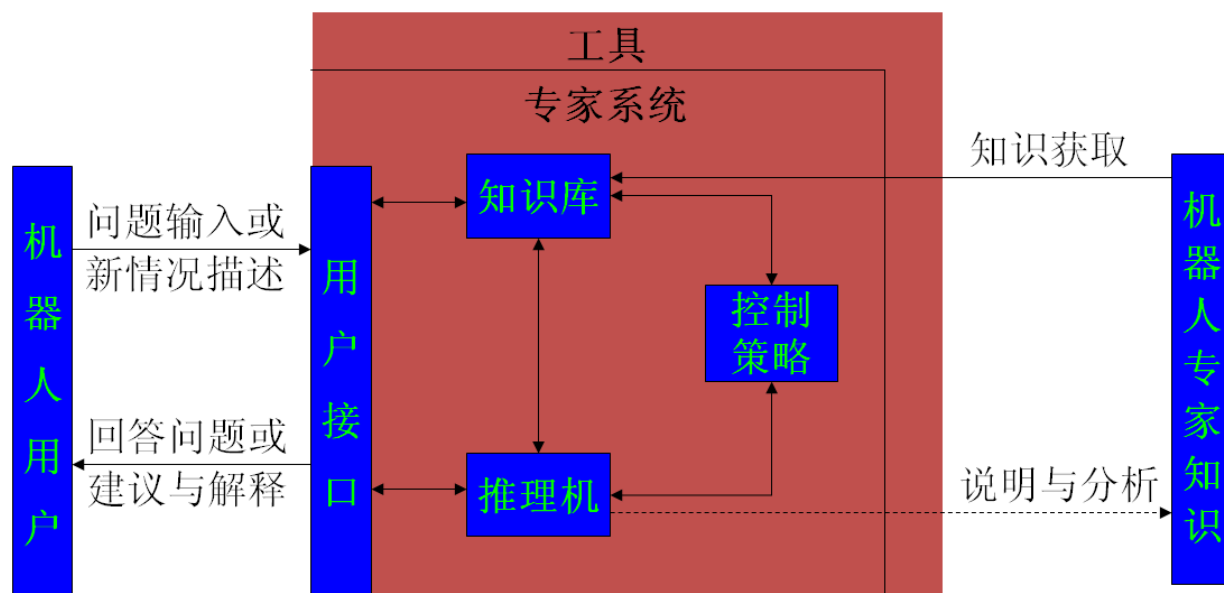 工具
专家系统
知识获取
知识库
问题输入或
新情况描述
机器人用户
用户接口
控制
策略
机器人专家知识
回答问题或
建议与解释
推理机
说明与分析